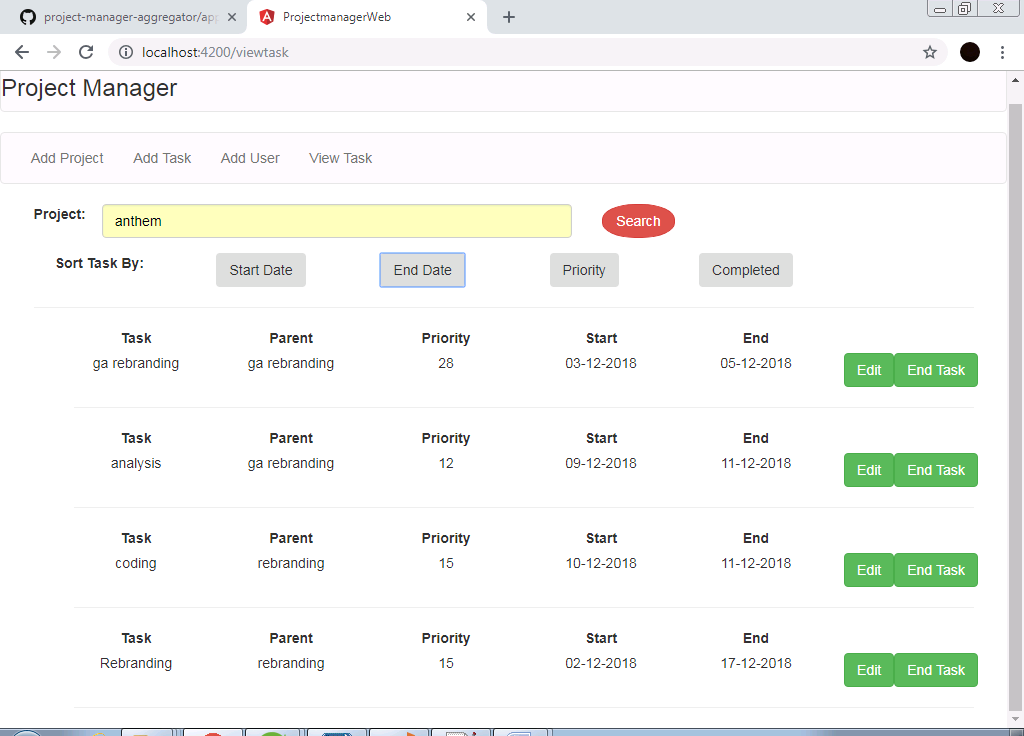 project-manager-aggregator/app
ProjectmanagerWeb
localhost:4200/viewtask
Project Manager
Add Project Add Task Add User View Task
Project: anthem Search
Sort Task By: Start Date End Date Priority Completed
Task Parent Priority Start End
ga rebranding ga rebranding 28 03-12-2018 05-12-2018
Edit End Task
Task Parent Priority Start End
analysis ga rebranding 12 09-12-2018 11-12-2018
Edit End Task
Task Parent Priority Start End
coding rebranding 15 10-12-2018 11-12-2018
Edit End Task
Task Parent Priority Start End
Rebranding rebranding 15 02-12-2018 17-12-2018
Edit End Task